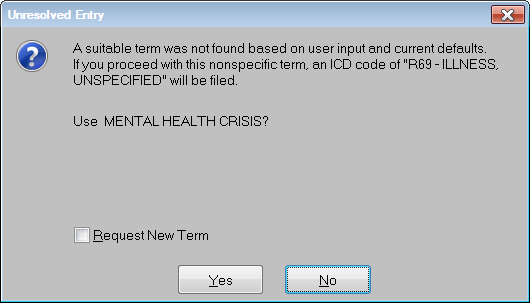 Unresolved Entry
A suitable term was not found based on user input and current defaults.
If you proceed with this nonspecific term, an ICD code of "R69 - ILLNESS,
UNSPECIFIED" will be filed.
Use MENTAL HEALTH CRISIS?
Request New Term
Yes
No